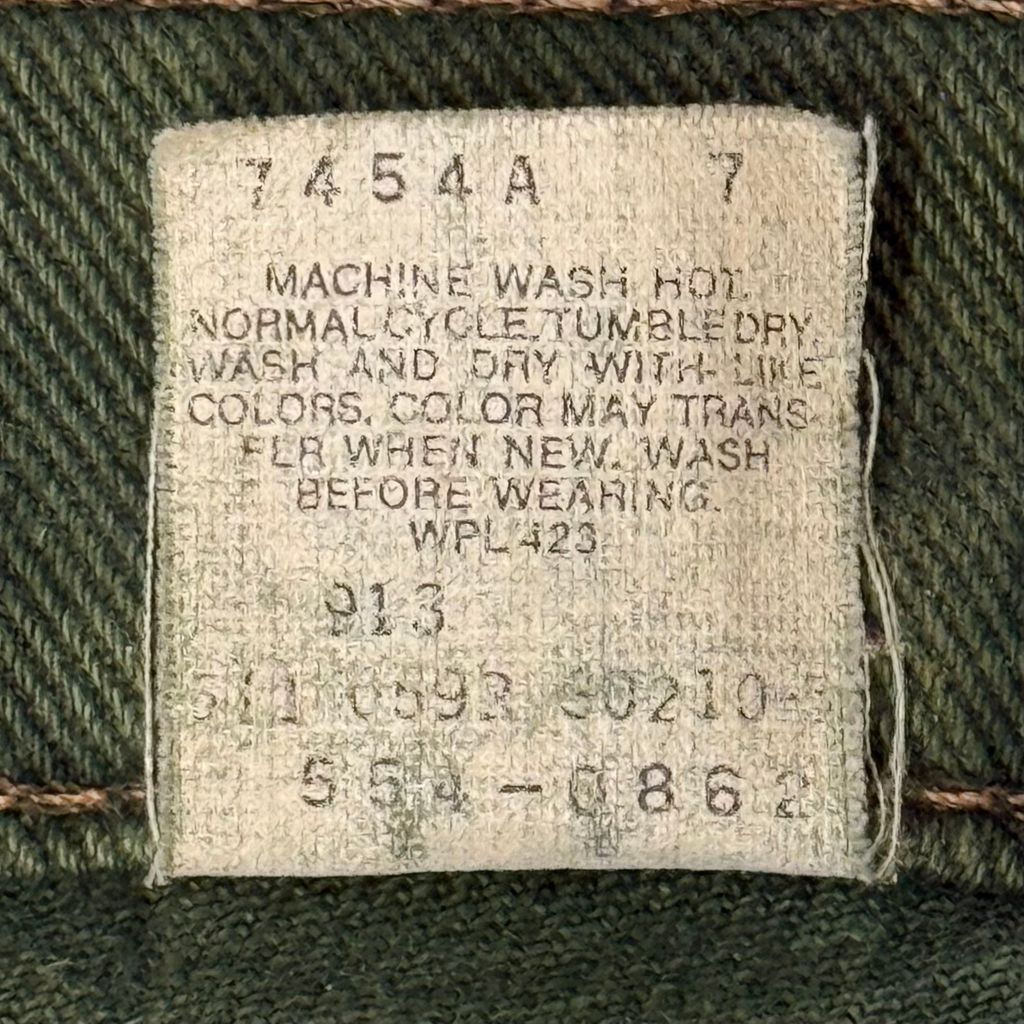 7454A 7
MACHINE WASH HOT.
NORMAL CYCLE. TUMBLE DRY.
WASH AND DRY WITH LIKE
COLORS. COLOR MAY TRANS-
FER WHEN NEW. WASH
BEFORE WEARING.
WPL 423
913
554-0862